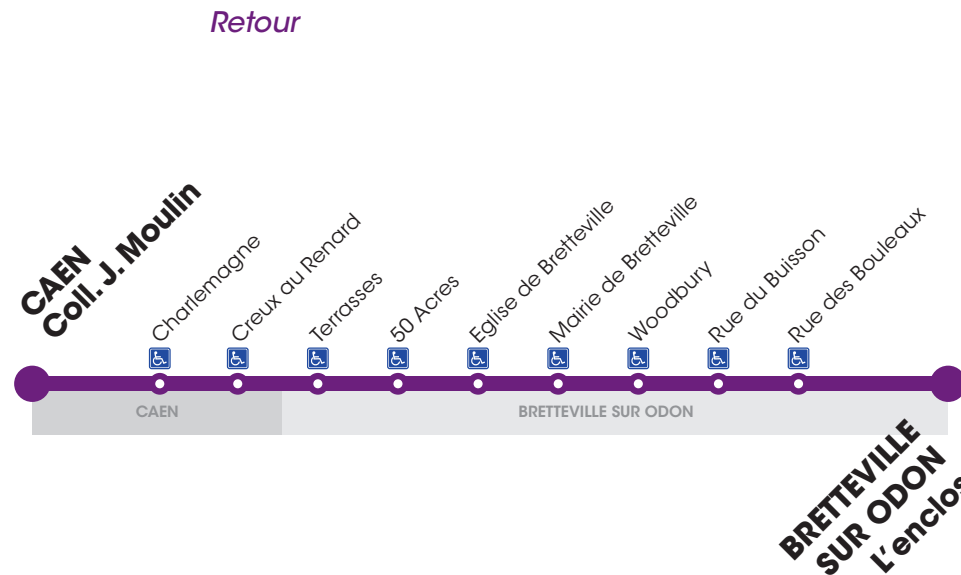 Retour
CAEN
Coll. J. Moulin
Charlemagne
Creux au Renard
Terrasses
50 Acres
Eglise de Bretteville
Mairie de Bretteville
Woodbury
Rue du Buisson
Rue des Bouleaux
CAEN
BRETTEVILLE SUR ODON
BRETTEVILLE
SUR ODON
L'enclos